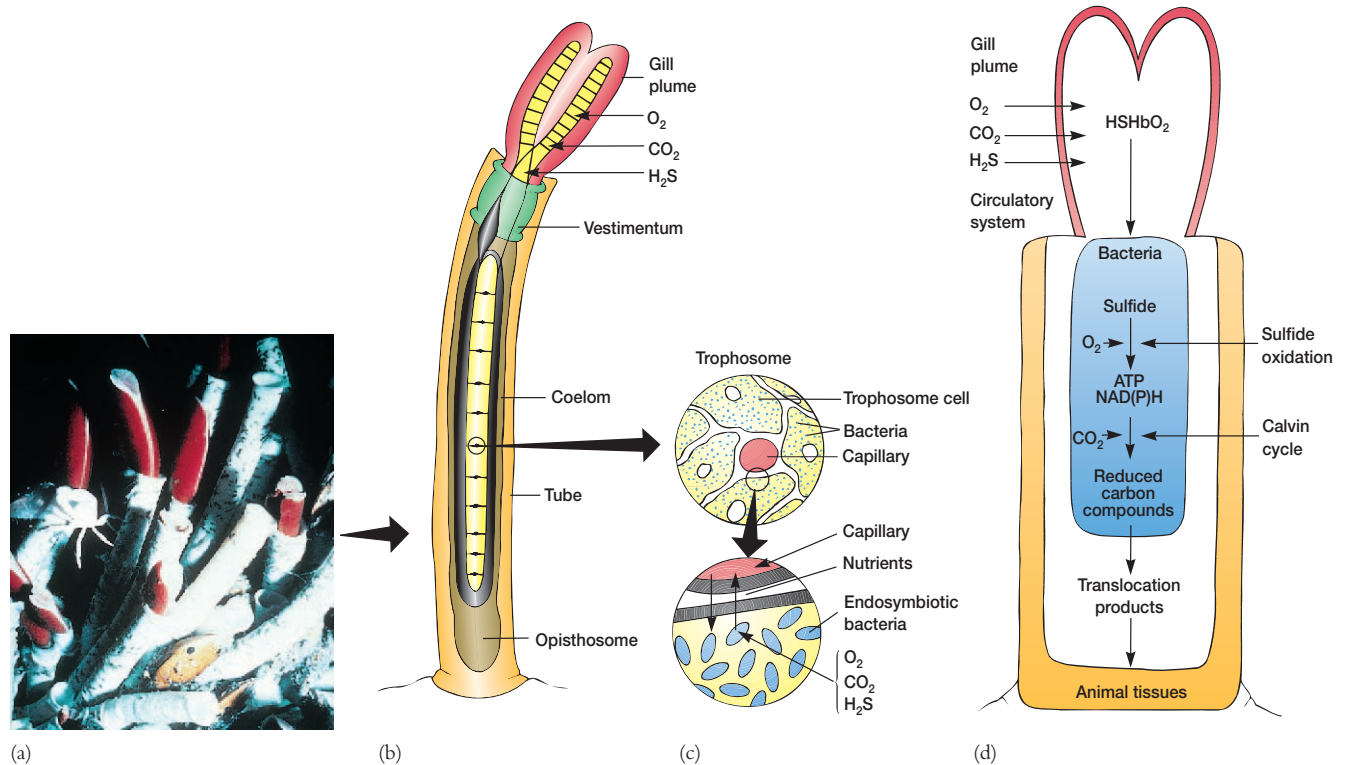 Gill
plume
O₂
CO₂
H₂S
Vestimentum
Coelom
Tube
Opisthosome
Trophosome
Trophosome cell
Bacteria
Capillary
Capillary
Nutrients
Endosymbiotic
bacteria
O₂
CO₂
H₂S
Gill
plume
O₂
CO₂
H₂S
HSHbO₂
Circulatory
system
Bacteria
Sulfide
O₂
Sulfide
oxidation
ATP
NAD(P)H
CO₂
Calvin
cycle
Reduced
carbon
compounds
Translocation
products
Animal tissues
(a)
(b)
(c)
(d)